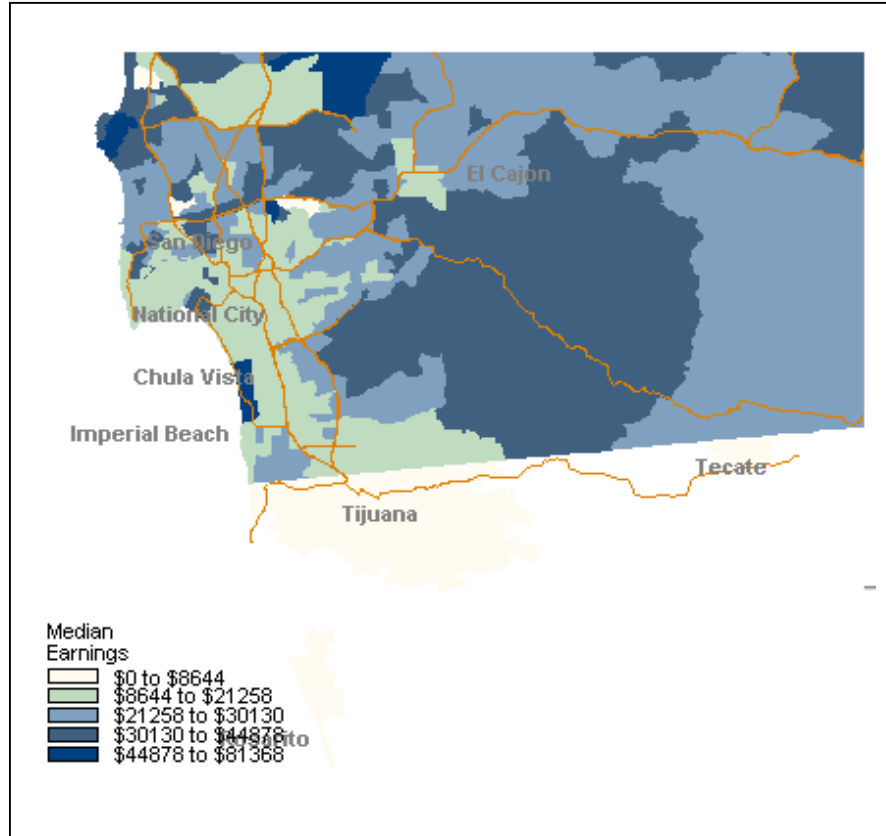 El Cajon
San Diego
National City
Chula Vista
Imperial Beach
Tecate
Tijuana
Median
Earnings
$0 to $8644
$8644 to $21258
$21258 to $30130
$30130 to $44878
Rosarito
$44878 to $81368